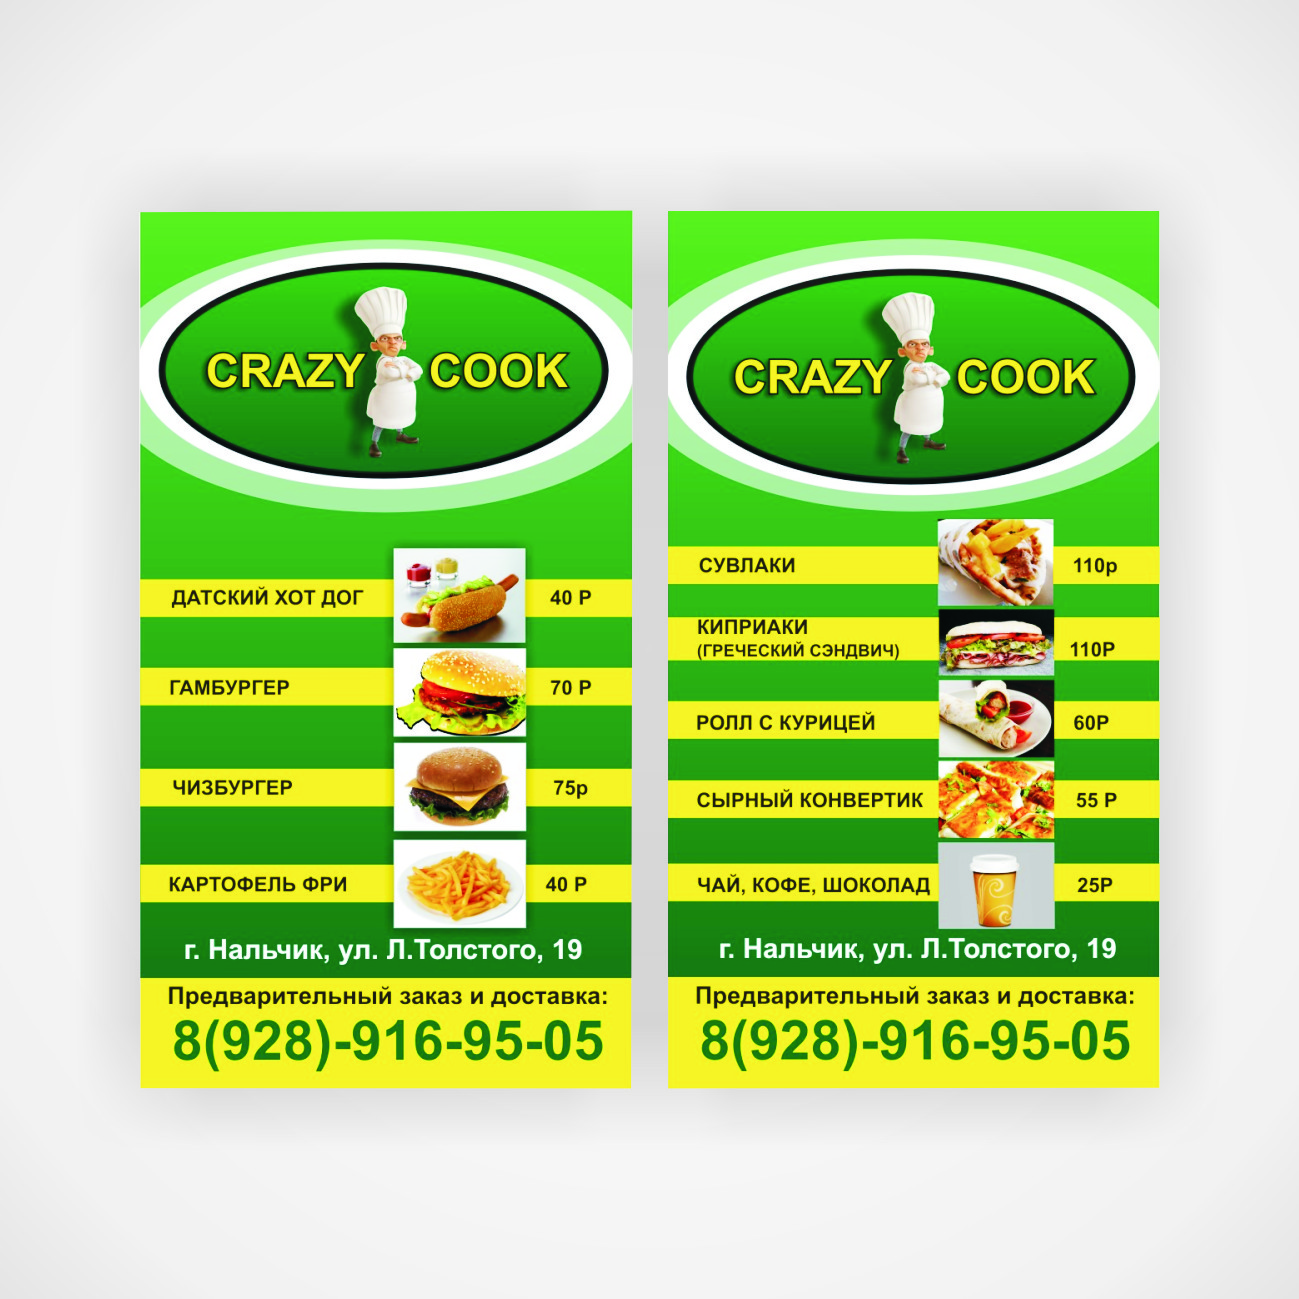 CRAZY COOK
ДАТСКИЙ ХОТ ДОГ 40 Р
ГАМБУРГЕР 70 Р
ЧИЗБУРГЕР 75р
КАРТОФЕЛЬ ФРИ 40 Р
г. Нальчик, ул. Л.Толстого, 19
Предварительный заказ и доставка:
8(928)-916-95-05
CRAZY COOK
СУВЛАКИ 110р
КИПРИАКИ
(ГРЕЧЕСКИЙ СЭНДВИЧ) 110Р
РОЛЛ С КУРИЦЕЙ 60Р
СЫРНЫЙ КОНВЕРТИК 55 Р
ЧАЙ, КОФЕ, ШОКОЛАД 25Р
г. Нальчик, ул. Л.Толстого, 19
Предварительный заказ и доставка:
8(928)-916-95-05